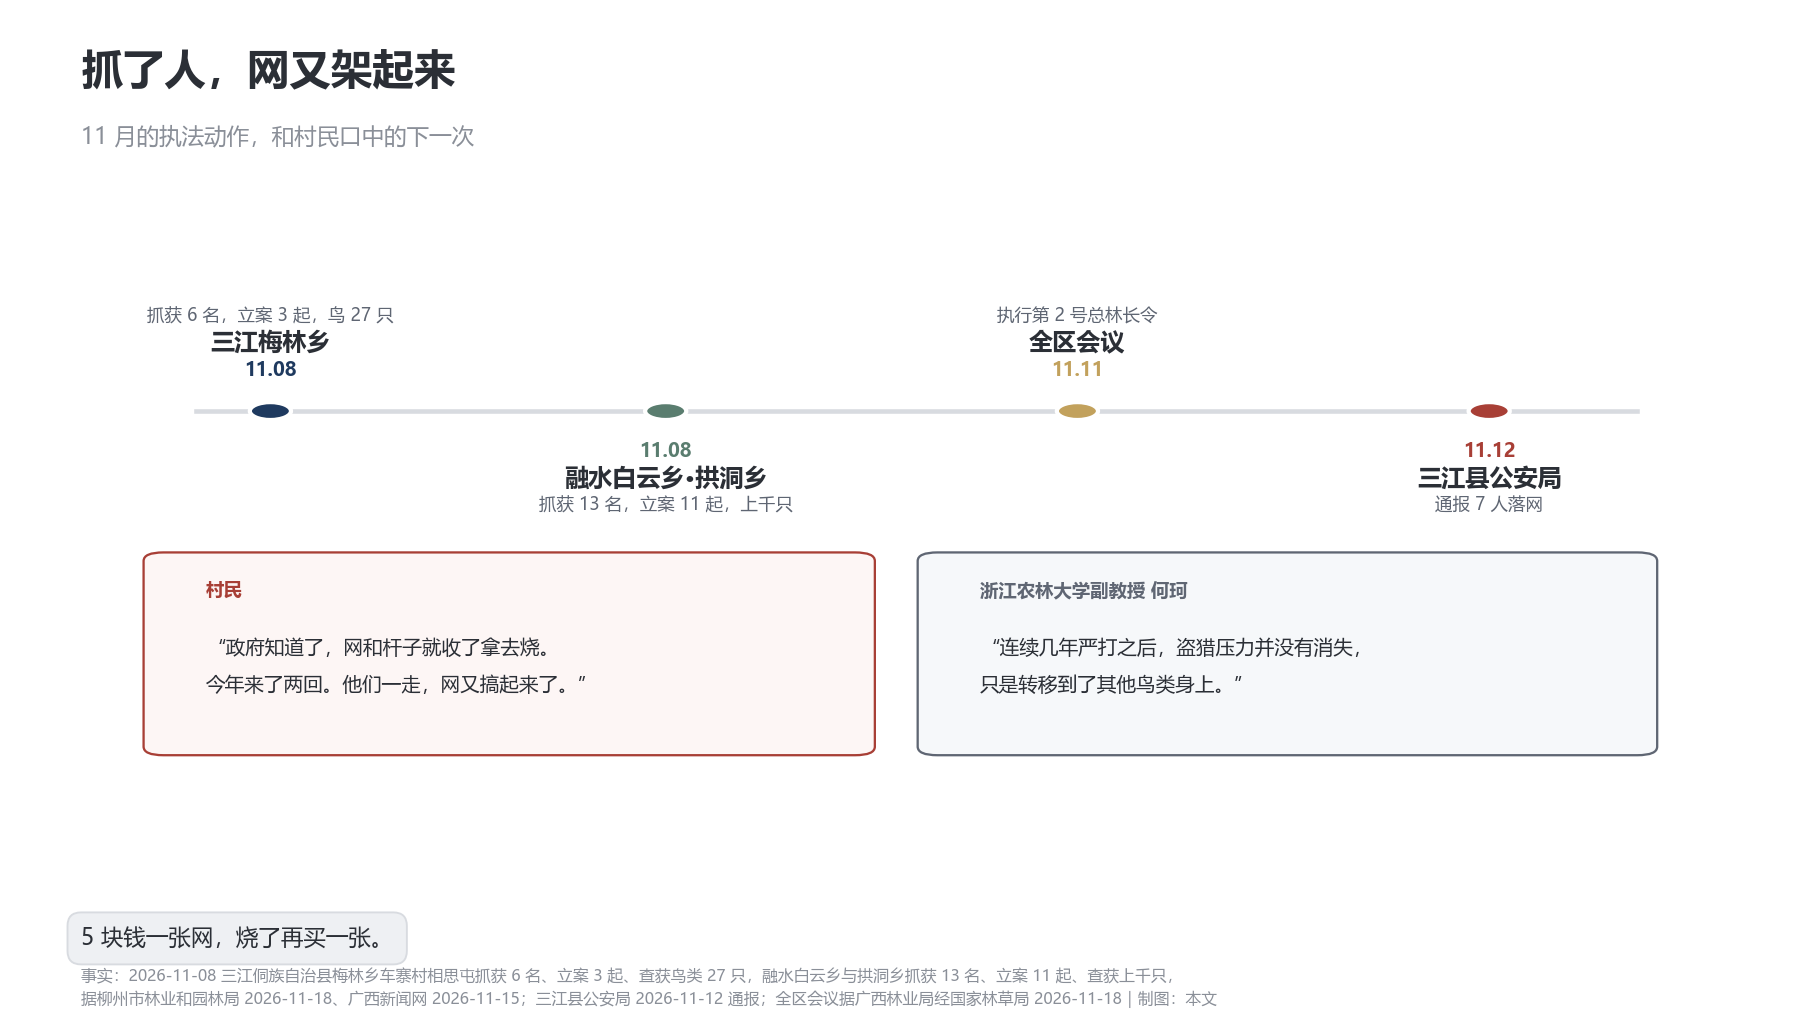 抓了人，网又架起来
11 月的执法动作，和村民口中的下一次
抓获 6 名，立案 3 起，鸟 27 只
三江梅林乡
11.08
11.08
融水白云乡·拱洞乡
抓获 13 名，立案 11 起，上千只
执行第 2 号总林长令
全区会议
11.11
11.12
三江县公安局
通报 7 人落网
村民
“政府知道了，网和杆子就收了拿去烧。
今年来了两回。他们一走，网又搞起来了。”
浙江农林大学副教授 何珂
“连续几年严打之后，盗猎压力并没有消失，
只是转移到了其他鸟类身上。”
5 块钱一张网，烧了再买一张。
事实：2026-11-08 三江侗族自治县梅林乡车寨村相思屯抓获 6 名、立案 3 起、查获鸟类 27 只，融水白云乡与拱洞乡抓获 13 名、立案 11 起、查获上千只，
据柳州市林业和园林局 2026-11-18、广西新闻网 2026-11-15；三江县公安局 2026-11-12 通报；全区会议据广西林业局经国家林草局 2026-11-18 | 制图：本文